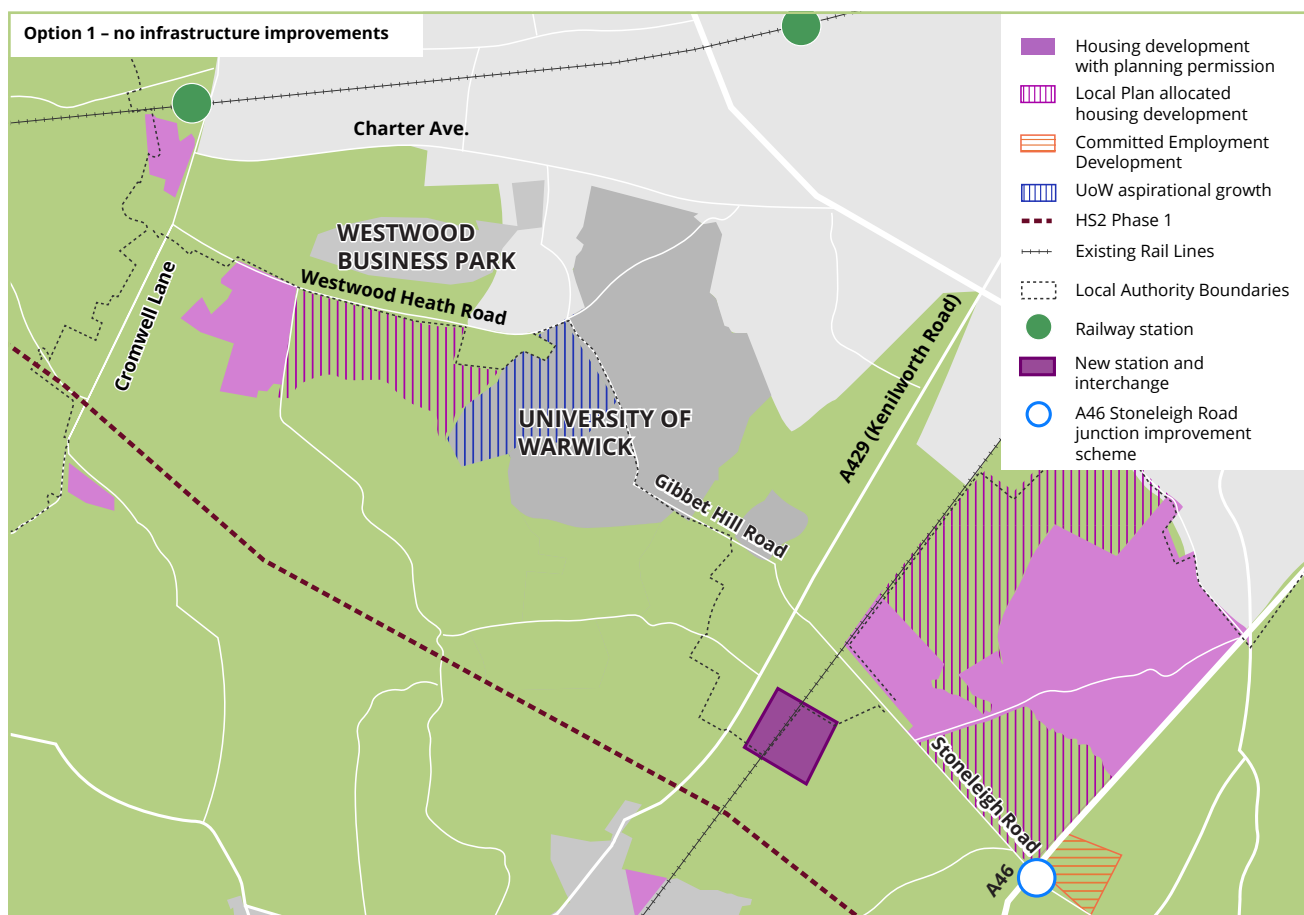 Option 1 – no infrastructure improvements
Charter Ave.
WESTWOOD
BUSINESS PARK
Westwood Heath Road
Cromwell Lane
UNIVERSITY OF
WARWICK
A429 (Kenilworth Road)
Gibbet Hill Road
Stoneleigh Road
A46
Housing development
with planning permission
Local Plan allocated
housing development
Committed Employment
Development
UoW aspirational growth
HS2 Phase 1
Existing Rail Lines
Local Authority Boundaries
Railway station
New station and
interchange
A46 Stoneleigh Road
junction improvement
scheme